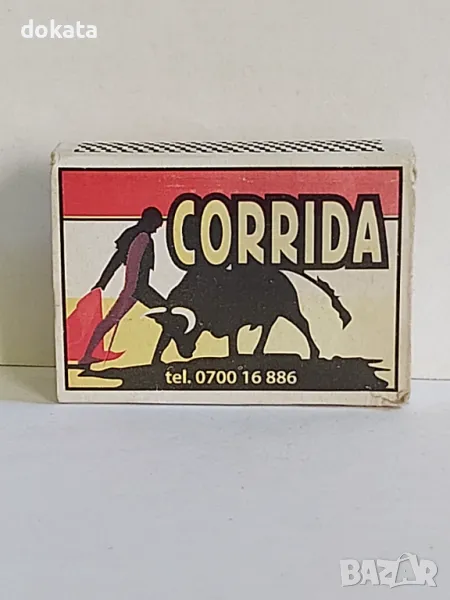 dokata
CORRIDA
tel. 0700 16 886
BAZAR